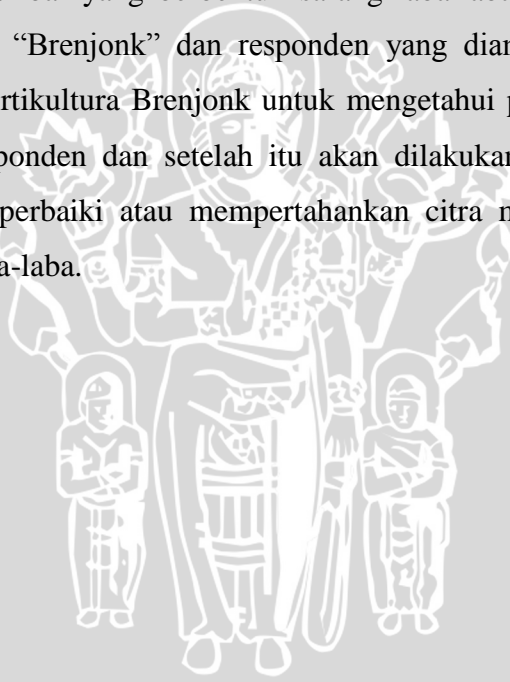 “Brenjonk” dan responden yang diar
rtikultura Brenjonk untuk mengetahui p
ponden dan setelah itu akan dilakukan
perbaiki atau mempertahankan citra m
a-laba.